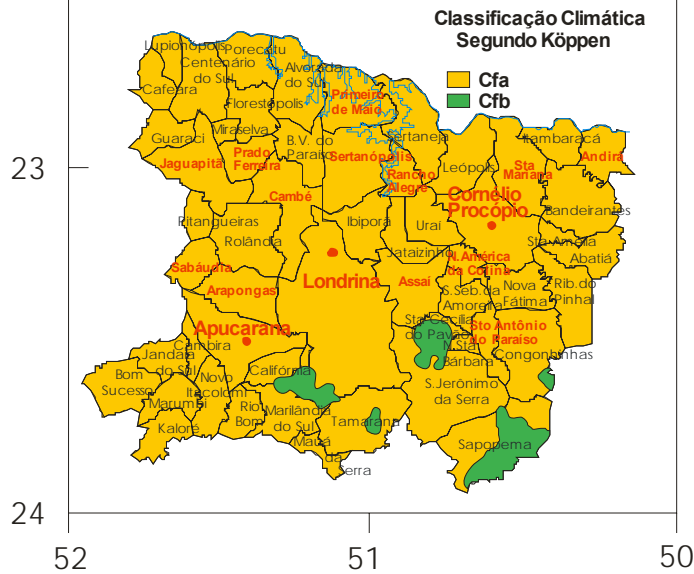 Classificação Climática
Segundo Köppen
Cfa
Cfb
Lupionópolis
Porecatu
Centenário
do Sul
Alvorada
do Sul
Cafeara
Primeiro
de Maio
Florestópolis
Guaraci
Miraselva
B.V. do
Paraíso
Sertaneja
Itambaracá
Jaguapitã
Prado
Ferreira
Sertanópolis
Rancho
Alegre
Leópolis
Sta
Mariana
Andirá
23
Cambé
Cornélio
Procópio
Bandeirantes
Pitangueiras
Ibiporã
Uraí
Rolândia
Jataizinho
Sta Amélia
Abatiá
Sabáudia
N.América
da Colina
Londrina
Assaí
Arapongas
S.Seb.da
Amoreira
Nova
Fátima
Rib.do
Pinhal
Apucarana
Sta Cecília
do Pavão
Sto Antônio
do Paraíso
Cambira
N.Sta
Bárbara
Congonhinhas
Jandaia
do Sul
Bom
Sucesso
Novo
Itacolomi
Califórnia
S.Jerônimo
da Serra
Marumbi
Rio
Bom
Marilândia
do Sul
Tamarana
Kaloré
Mauá
da
Serra
Sapopema
24
52
51
50